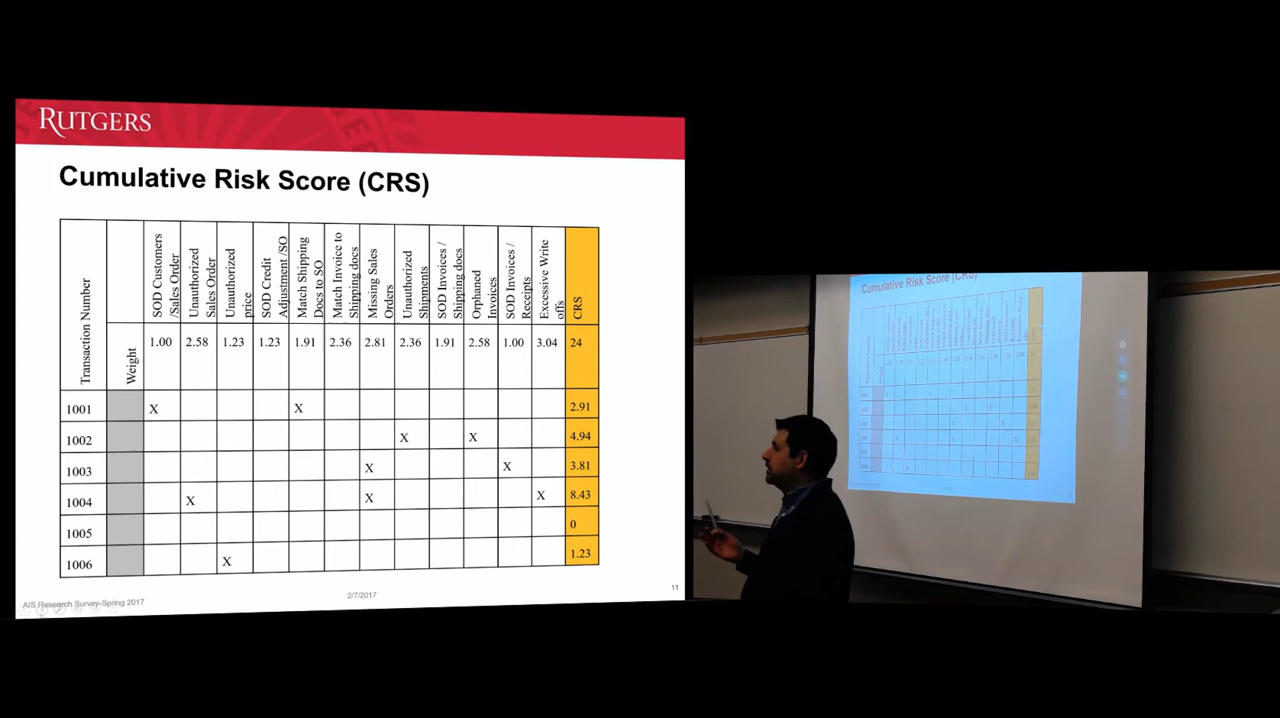 RUTGERS
Cumulative Risk Score (CRS)
Transaction Number
Weight
SOD Customers
/Sales Order
Unauthorized
Sales Order
Unauthorized
price
SOD Credit
Adjustment /SO
Match Shipping
Docs to SO
Match Invoice to
Shipping docs
Missing Sales
Orders
Unauthorized
Shipments
SOD Invoices /
Shipping docs
Orphaned
Invoices
SOD Invoices /
Receipts
Excessive Write
offs
CRS
1.00 2.58 1.23 1.23 1.91 2.36 2.81 2.36 1.91 2.58 1.00 3.04 24
1001 X X 2.91
1002 X X 4.94
1003 X X 3.81
1004 X X X 8.43
1005 0
1006 X 1.23
AIS Research Survey-Spring 2017
2/7/2017
11
Cumulative Risk Score (CRS)